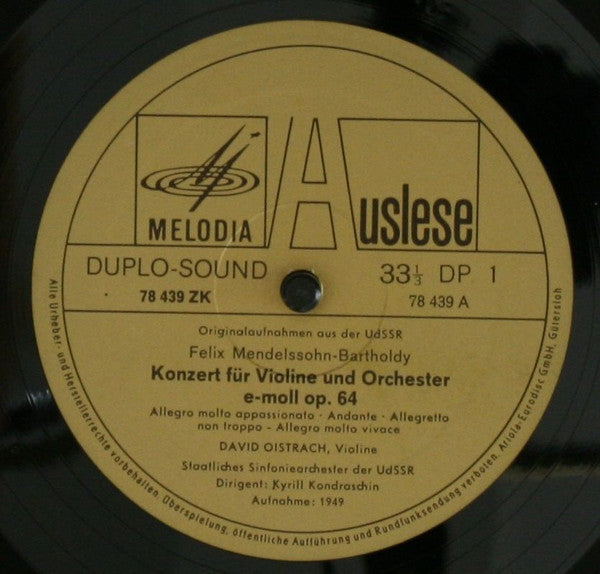 MELODIA
Auslese
DUPLO-SOUND
33⅓ DP 1
78 439 ZK
78 439 A
Originalaufnahmen aus der UdSSR
Felix Mendelssohn-Bartholdy
Konzert für Violine und Orchester
e-moll op. 64
Allegro molto appassionato · Andante · Allegretto
non troppo – Allegro molto vivace
DAVID OISTRACH, Violine
Staatliches Sinfonieorchester der UdSSR
Dirigent: Kyrill Kondraschin
Aufnahme: 1949
Alle Urheber- und Herstellerrechte vorbehalten. Überspielung, öffentliche Aufführung und Rundfunksendung verboten. Ariola-Eurodisc GmbH, Gütersloh